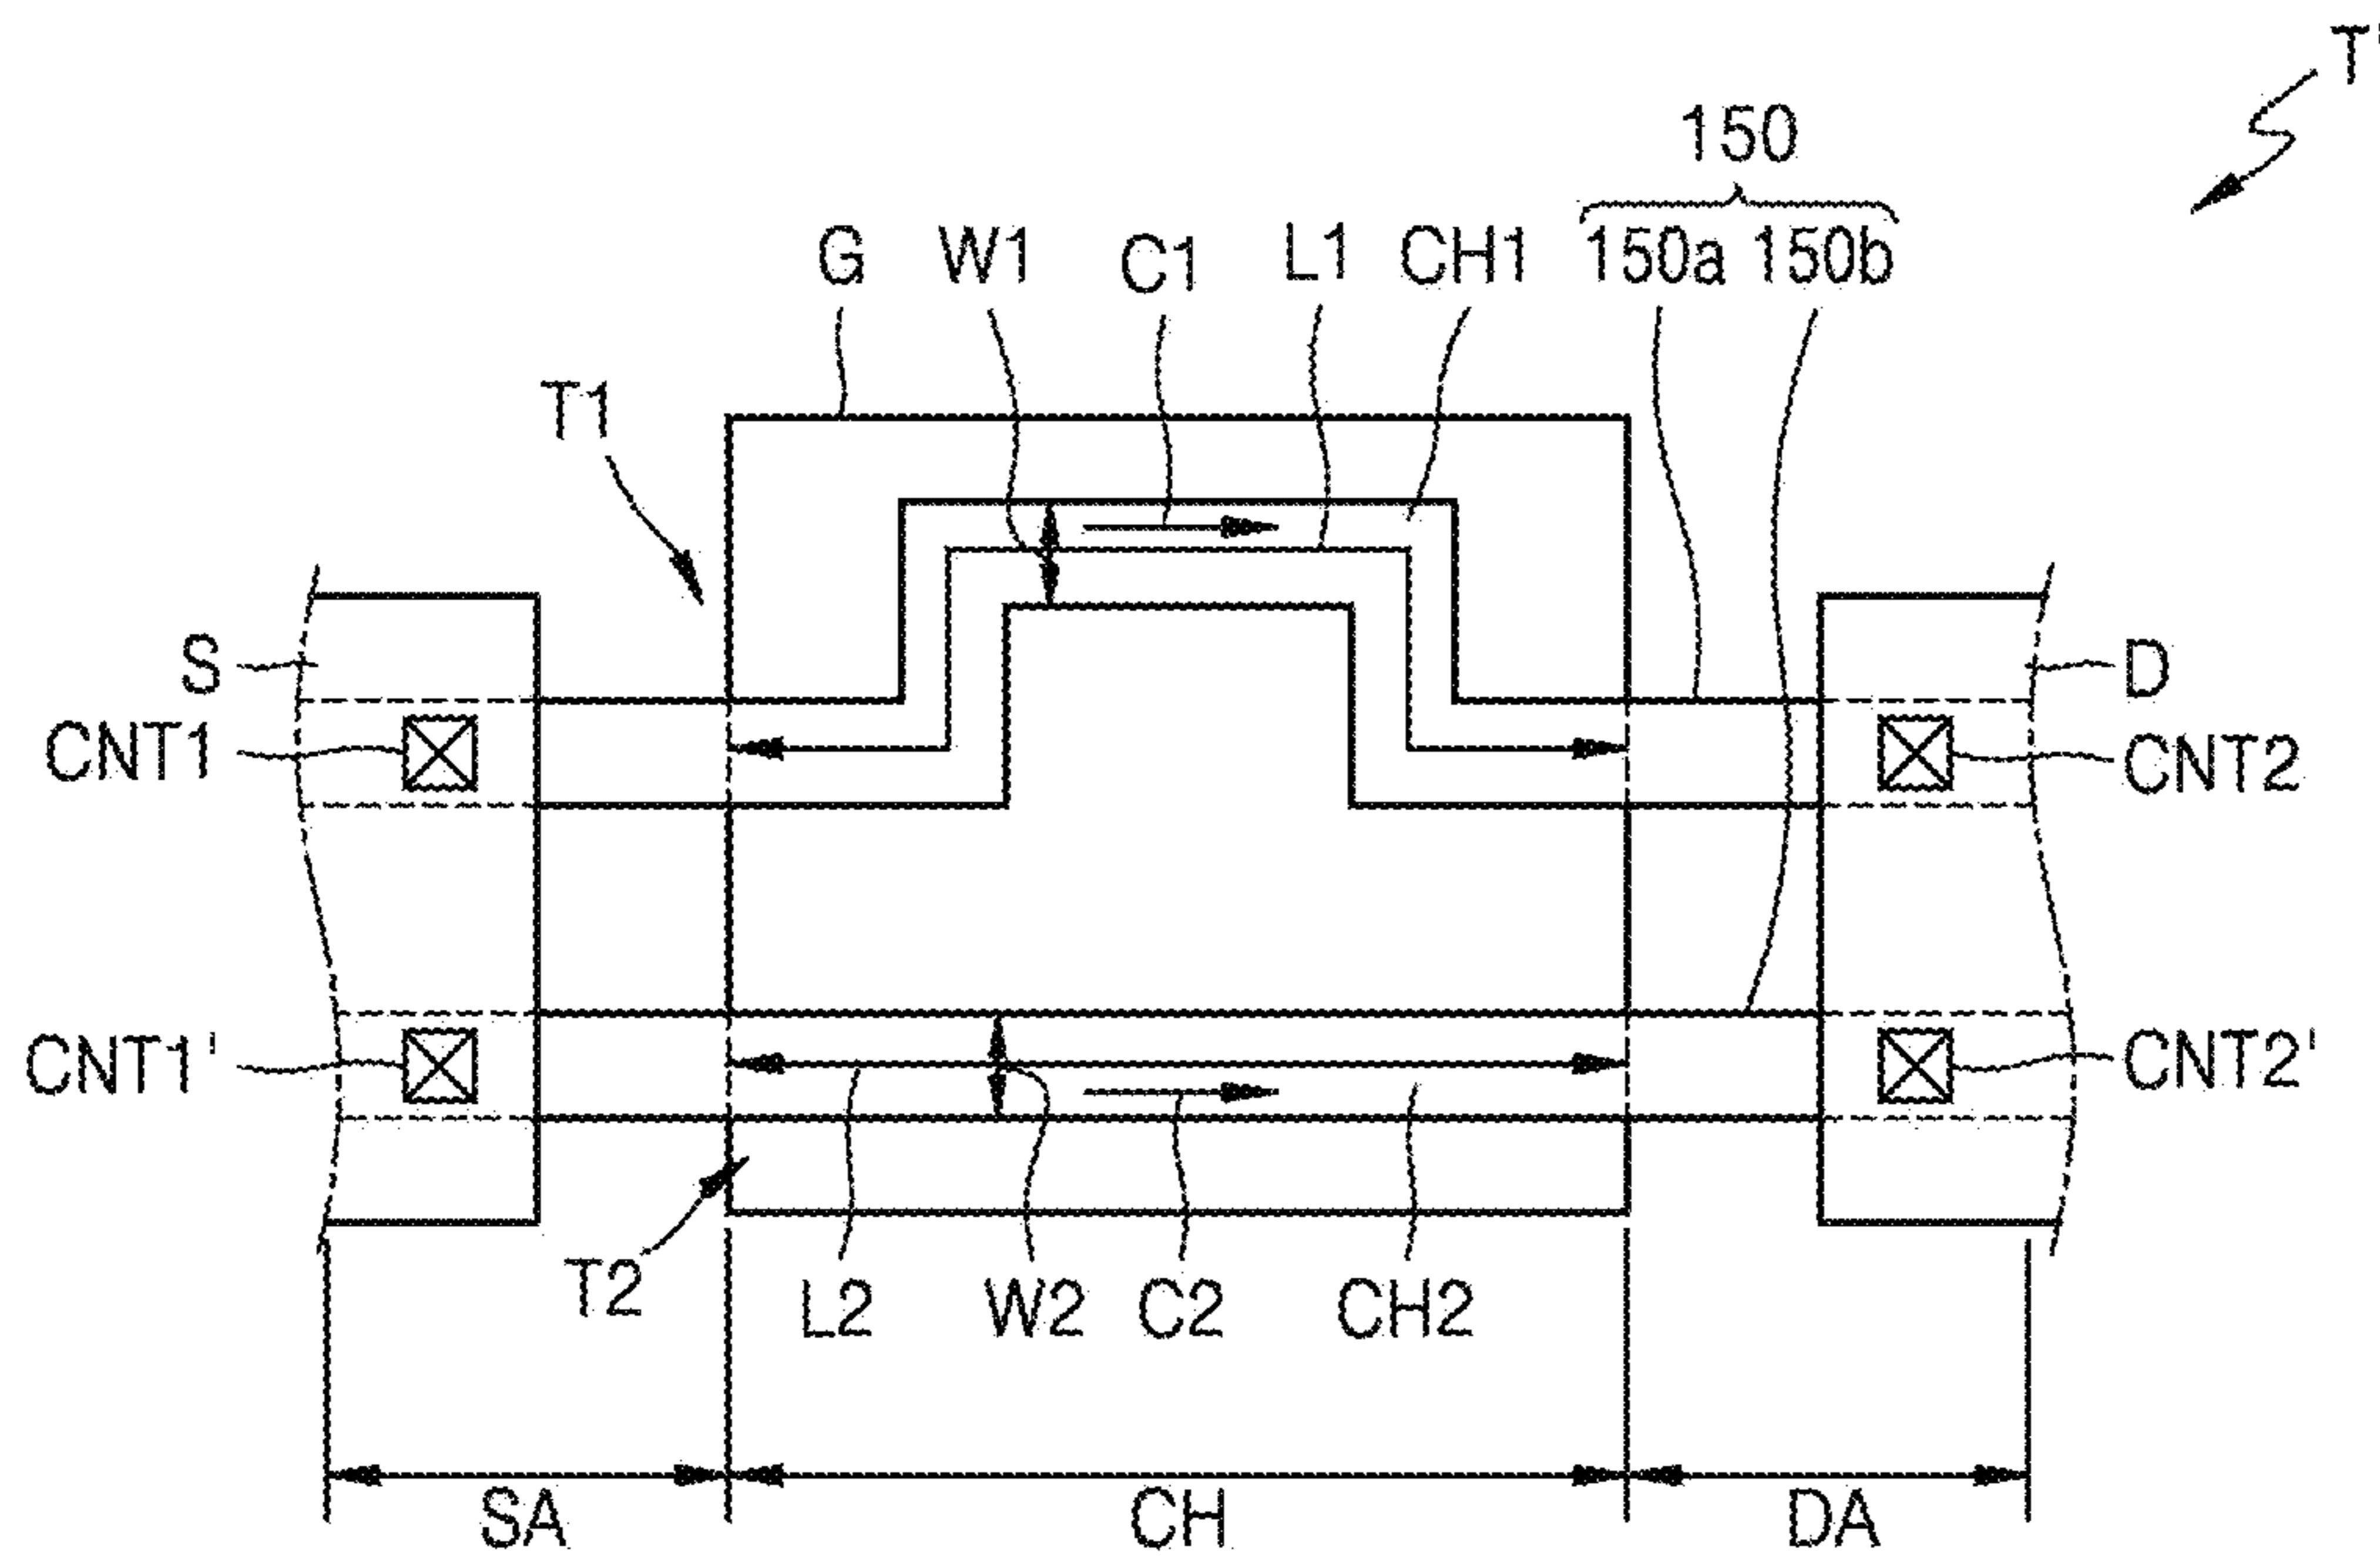 T'
150
G W1 C1 L1 CH1 150a 150b
T1
S D
CNT1 CNT2
CNT1' CNT2'
T2 L2 W2 C2 CH2
SA CH DA